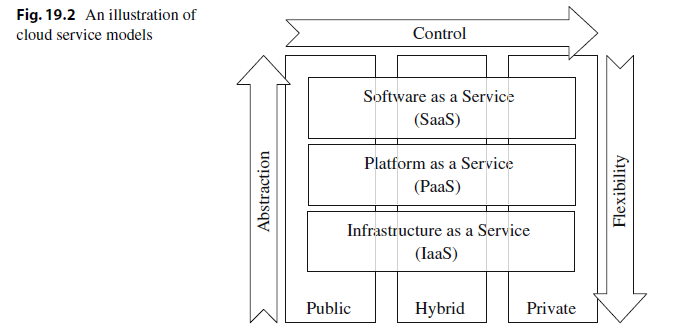 Fig. 19.2 An illustration of
cloud service models
Control
Software as a Service
(SaaS)
Platform as a Service
(PaaS)
Infrastructure as a Service
(IaaS)
Abstraction
Flexibility
Public
Hybrid
Private